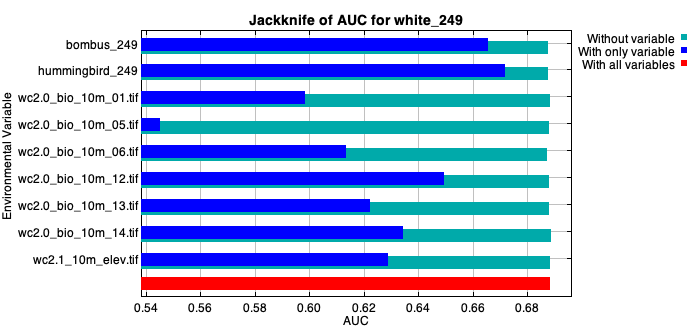 Jackknife of AUC for white_249
Without variable
With only variable
With all variables
Environmental Variable
bombus_249
hummingbird_249
wc2.0_bio_10m_01.tif
wc2.0_bio_10m_05.tif
wc2.0_bio_10m_06.tif
wc2.0_bio_10m_12.tif
wc2.0_bio_10m_13.tif
wc2.0_bio_10m_14.tif
wc2.1_10m_elev.tif
0.54 0.56 0.58 0.60 0.62 0.64 0.66 0.68
AUC